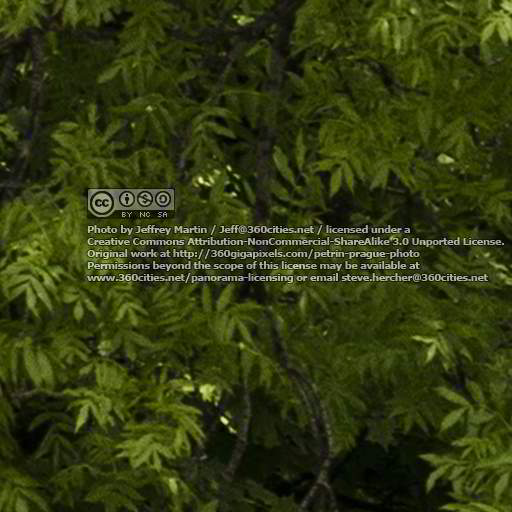 cc
BY NC SA
Photo by Jeffrey Martin / Jeff@360cities.net / licensed under a
Creative Commons Attribution-NonCommercial-ShareAlike 3.0 Unported License.
Original work at http://360gigapixels.com/petrin-prague-photo
Permissions beyond the scope of this license may be available at
www.360cities.net/panorama-licensing or email steve.hercher@360cities.net